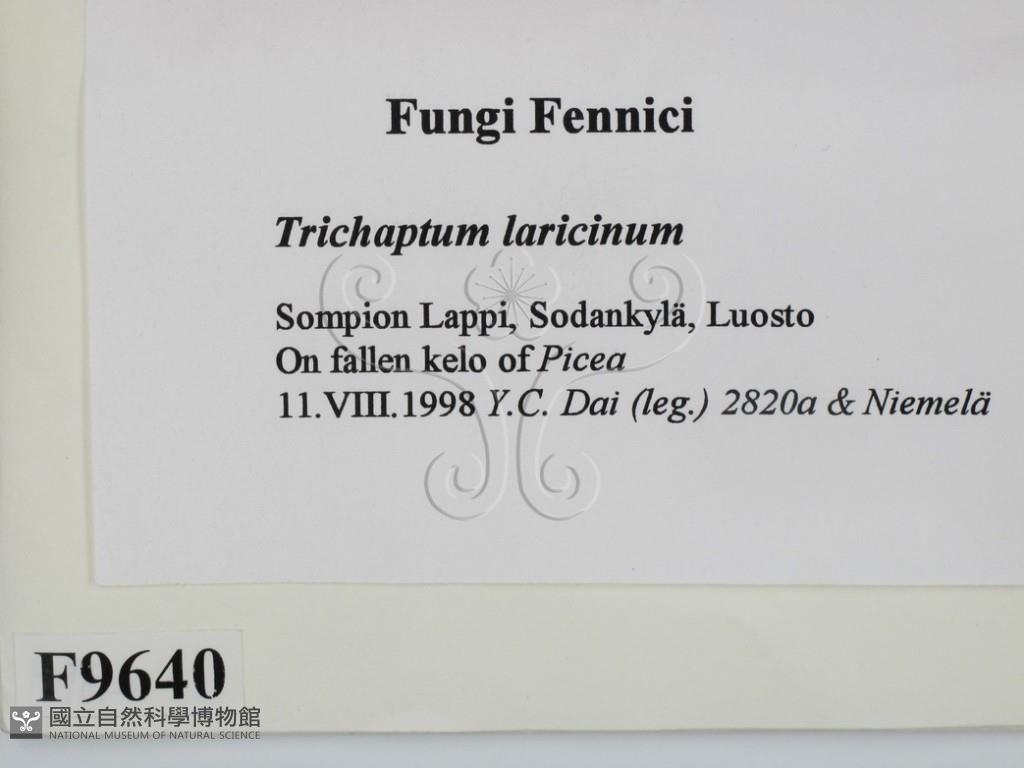 Fungi Fennici
Trichaptum laricinum
Sompion Lappi, Sodankylä, Luosto
On fallen kelo of Picea
11.VIII.1998 Y.C. Dai (leg.) 2820a & Niemelä
F9640
國立自然科學博物館
NATIONAL MUSEUM OF NATURAL SCIENCE